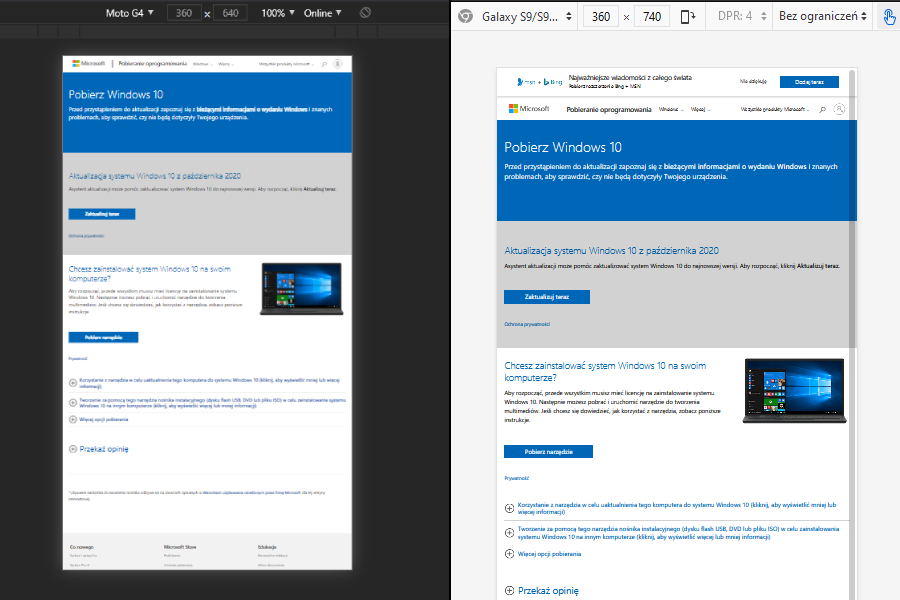 Moto G4 ▼ 360 x 640 100% ▼ Online ▼
Microsoft Pobieranie oprogramowania Windows Więcej Wszystkie produkty Microsoft
Pobierz Windows 10
Przed przystąpieniem do aktualizacji zapoznaj się z bieżącymi informacjami o wydaniu Windows i znanych
problemach, aby sprawdzić, czy nie będą dotyczyły Twojego urządzenia.
Aktualizacja systemu Windows 10 z października 2020
Asystent aktualizacji może pomóc zaktualizować system Windows 10 do najnowszej wersji. Aby rozpocząć, kliknij Aktualizuj teraz.
Zaktualizuj teraz
Ochrona prywatności
Chcesz zainstalować system Windows 10 na swoim
komputerze?
Aby rozpocząć, przede wszystkim musisz mieć licencję na zainstalowanie systemu
Windows 10. Następnie możesz pobrać i uruchomić narzędzie do tworzenia
multimediów. Jeśli chcesz się dowiedzieć, jak korzystać z narzędzia, zobacz poniższe
instrukcje.
Pobierz narzędzie
Prywatność
Korzystanie z narzędzia w celu uaktualnienia tego komputera do systemu Windows 10 (kliknij, aby wyświetlić mniej lub więcej
informacji)
Tworzenie za pomocą tego narzędzia nośnika instalacyjnego (dysku flash USB, DVD lub pliku ISO) w celu zainstalowania systemu
Windows 10 na innym komputerze (kliknij, aby wyświetlić więcej lub mniej informacji)
Więcej opcji pobierania
Przekaż opinię
Co nowego Microsoft Store Edukacja
Galaxy S9/S9... 360 × 740 DPR: 4 Bez ograniczeń
msn + Bing Najważniejsze wiadomości z całego świata Nie dziękuję Dodaj teraz
Pobierz rozszerzenie Bing + MSN
Microsoft Pobieranie oprogramowania Windows Więcej Wszystkie produkty Microsoft
Pobierz Windows 10
Przed przystąpieniem do aktualizacji zapoznaj się z bieżącymi informacjami o wydaniu Windows i znanych
problemach, aby sprawdzić, czy nie będą dotyczyły Twojego urządzenia.
Aktualizacja systemu Windows 10 z października 2020
Asystent aktualizacji może pomóc zaktualizować system Windows 10 do najnowszej wersji. Aby rozpocząć, kliknij Aktualizuj teraz.
Zaktualizuj teraz
Ochrona prywatności
Chcesz zainstalować system Windows 10 na swoim
komputerze?
Aby rozpocząć, przede wszystkim musisz mieć licencję na zainstalowanie systemu
Windows 10. Następnie możesz pobrać i uruchomić narzędzie do tworzenia
multimediów. Jeśli chcesz się dowiedzieć, jak korzystać z narzędzia, zobacz poniższe
instrukcje.
Pobierz narzędzie
Prywatność
Korzystanie z narzędzia w celu uaktualnienia tego komputera do systemu Windows 10 (kliknij, aby wyświetlić mniej lub
więcej informacji)
Tworzenie za pomocą tego narzędzia nośnika instalacyjnego (dysku flash USB, DVD lub pliku ISO) w celu zainstalowania
systemu Windows 10 na innym komputerze (kliknij, aby wyświetlić więcej lub mniej informacji)
Więcej opcji pobierania
Przekaż opinię